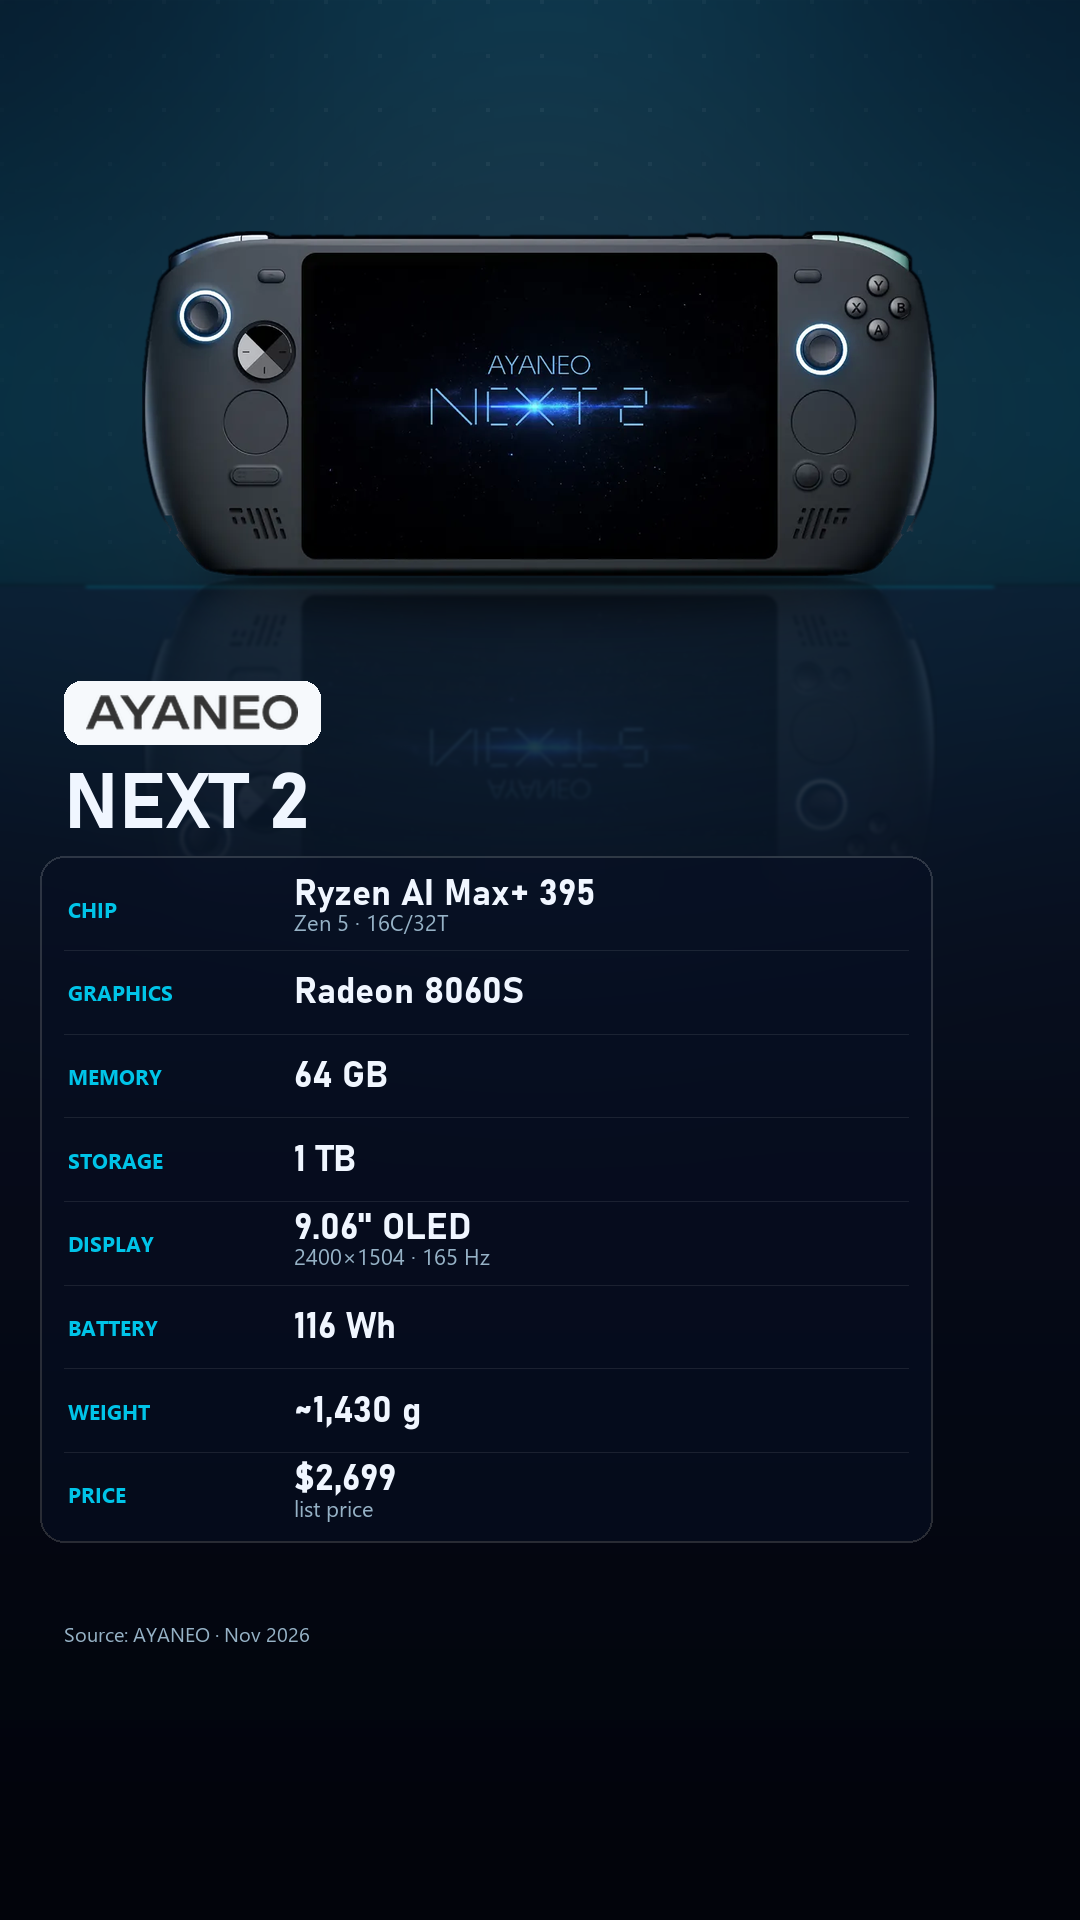 Y
X
B
A
AYANEO
NEXT 2
AYANEO
NEXT 2
CHIP
Ryzen AI Max+ 395
Zen 5 · 16C/32T
GRAPHICS
Radeon 8060S
MEMORY
64 GB
STORAGE
1 TB
DISPLAY
9.06" OLED
2400×1504 · 165 Hz
BATTERY
116 Wh
WEIGHT
~1,430 g
PRICE
$2,699
list price
Source: AYANEO · Nov 2026